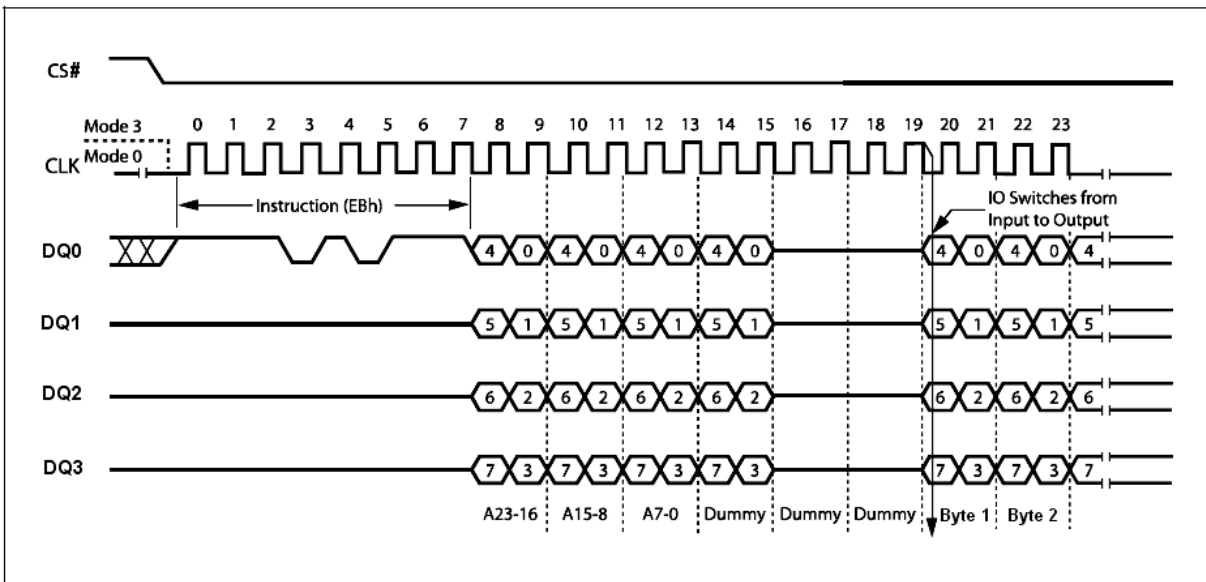 CS#
Mode 3
0 1 2 3 4 5 6 7 8 9 10 11 12 13 14 15 16 17 18 19 20 21 22 23
CLK
Mode 0
Instruction (EBh)
IO Switches from
Input to Output
DQ0
4 0 4 0 4 0 4 0 4 0 4 0 4
DQ1
5 1 5 1 5 1 5 1 5 1 5 1 5
DQ2
6 2 6 2 6 2 6 2 6 2 6 2 6
DQ3
7 3 7 3 7 3 7 3 7 3 7 3 7
A23-16 A15-8 A7-0 Dummy Dummy Dummy Byte 1 Byte 2